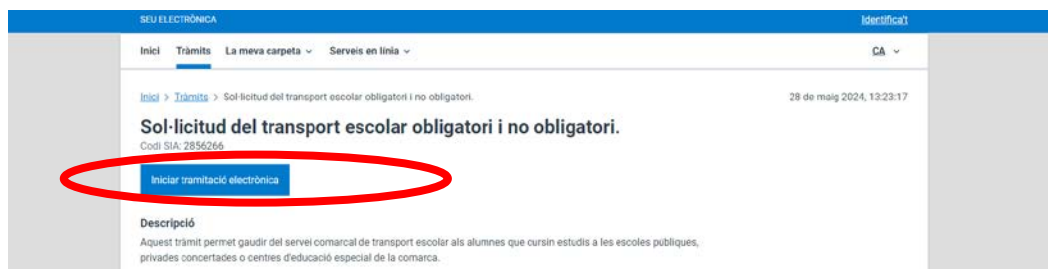 SEU ELECTRÒNICA Identifica't
Inici Tràmits La meva carpeta Serveis en línia CA
Inici > Tràmits > Sol·licitud del transport escolar obligatori i no obligatori. 28 de maig 2024, 13:23:17
Sol·licitud del transport escolar obligatori i no obligatori.
Codi SIA: 2856266
Iniciar tramitació electrònica
Descripció
Aquest tràmit permet gaudir del servei comarcal de transport escolar als alumnes que cursin estudis a les escoles públiques,
privades concertades o centres d'educació especial de la comarca.